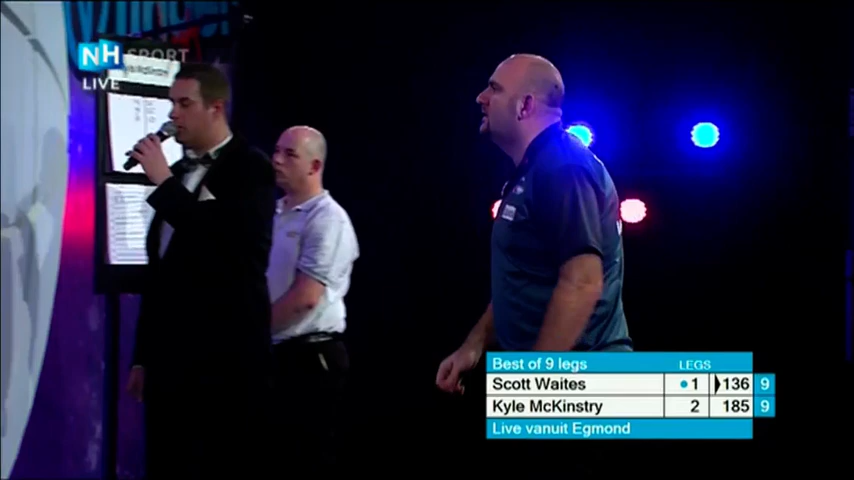 NH SPORT
LIVE
Best of 9 legs LEGS
Scott Waites 1 136 9
Kyle McKinstry 2 185 9
Live vanuit Egmond